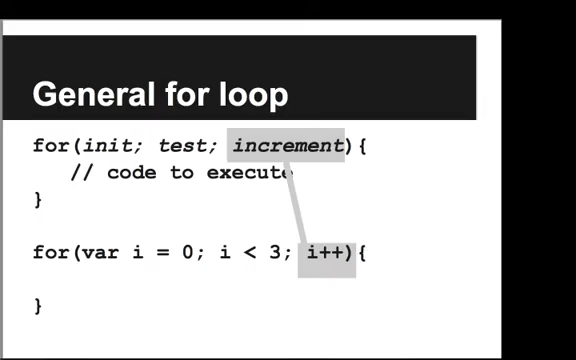 General for loop
for(init; test; increment){
// code to execute
}
for(var i = 0; i < 3; i++){
}